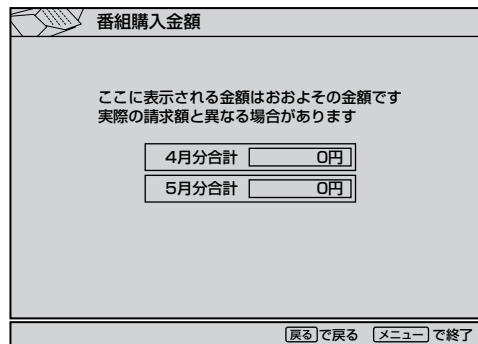 番組購入金額
ここに表示される金額はおおよその金額です
実際の請求額と異なる場合があります
4月分合計 0円
5月分合計 0円
戻る で戻る メニュー で終了